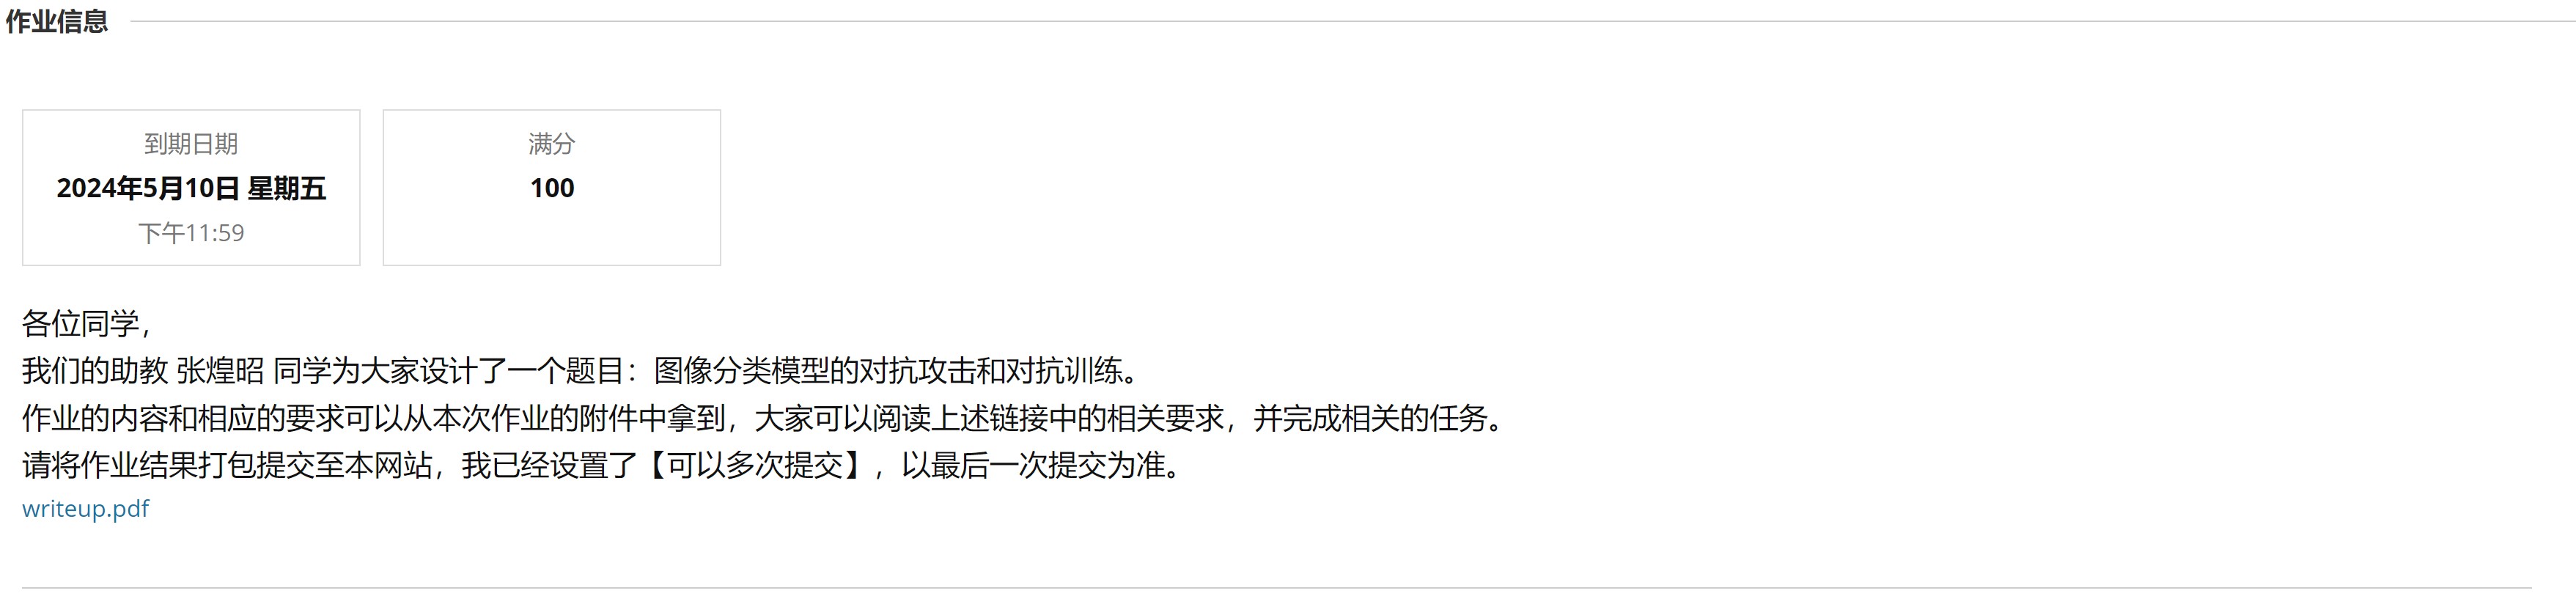 作业信息
到期日期
2024年5月10日 星期五
下午11:59
满分
100
各位同学，
我们的助教 张煌昭 同学为大家设计了一个题目：图像分类模型的对抗攻击和对抗训练。
作业的内容和相应的要求可以从本次作业的附件中拿到，大家可以阅读上述链接中的相关要求，并完成相关的任务。
请将作业结果打包提交至本网站，我已经设置了【可以多次提交】，以最后一次提交为准。
writeup.pdf